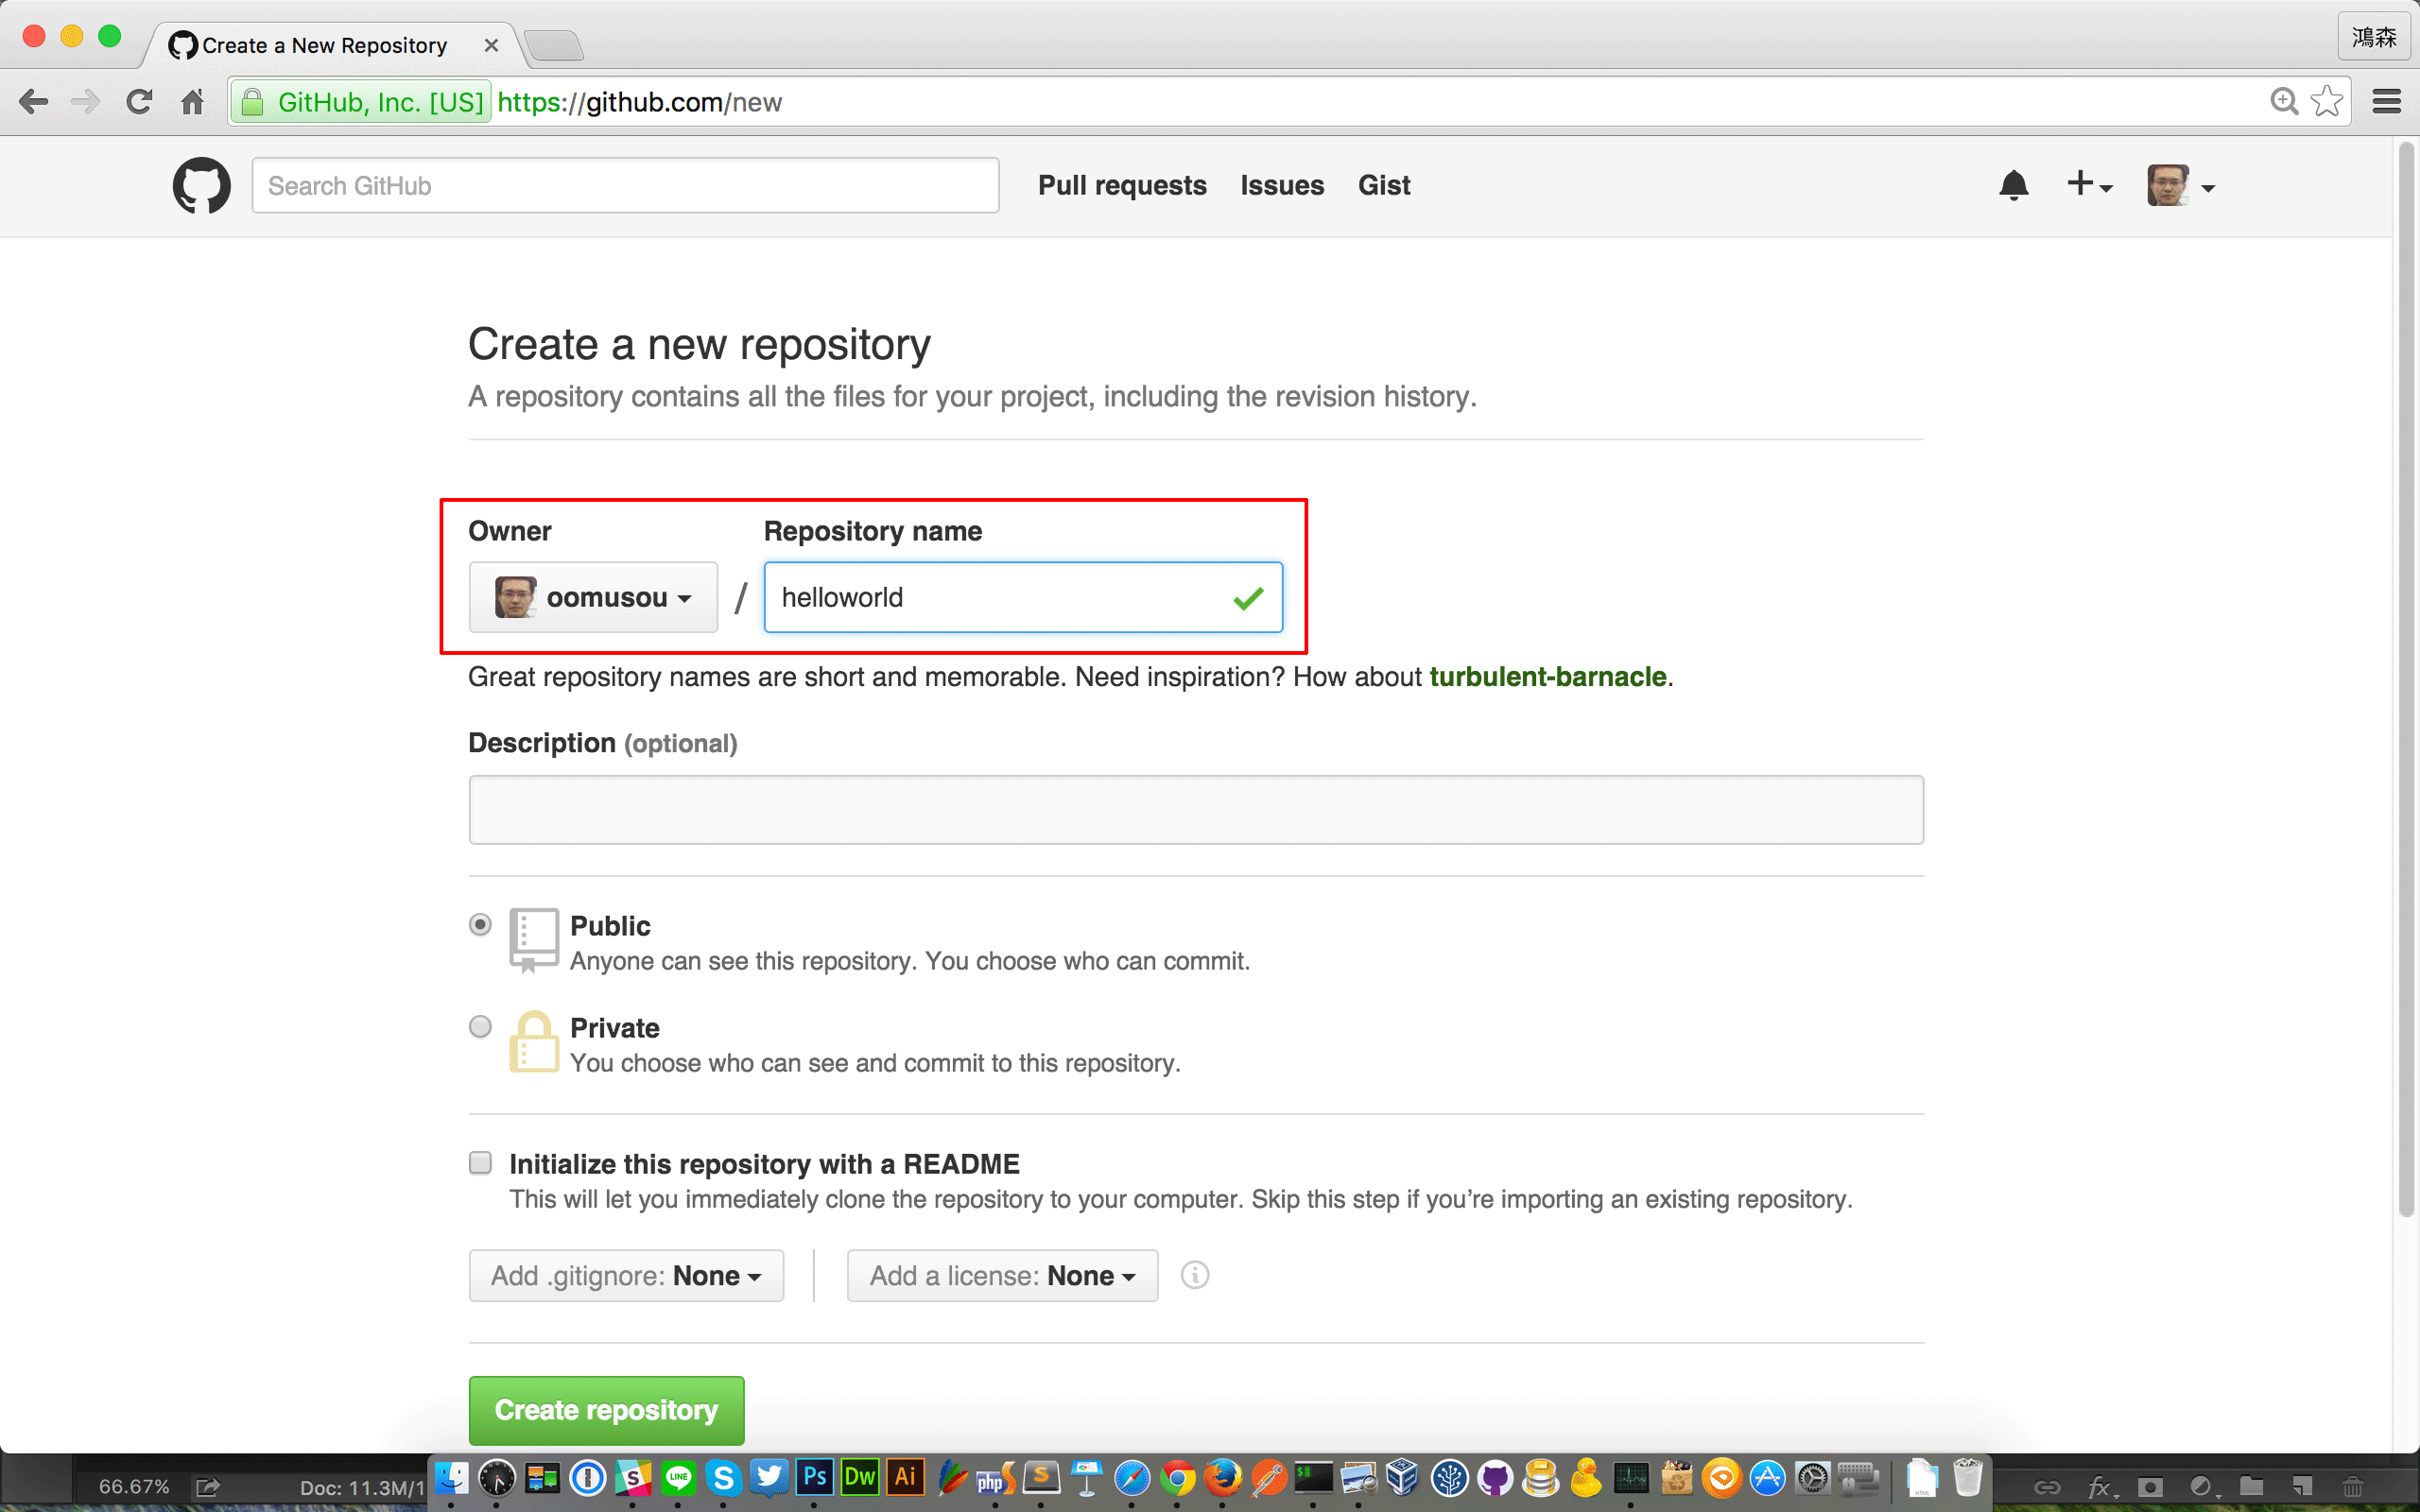 Create a New Repository
鴻森
GitHub, Inc. [US] https://github.com/new
Search GitHub
Pull requests Issues Gist
Create a new repository
A repository contains all the files for your project, including the revision history.
Owner Repository name
oomusou / helloworld
Great repository names are short and memorable. Need inspiration? How about turbulent-barnacle.
Description (optional)
Public
Anyone can see this repository. You choose who can commit.
Private
You choose who can see and commit to this repository.
Initialize this repository with a README
This will let you immediately clone the repository to your computer. Skip this step if you’re importing an existing repository.
Add .gitignore: None Add a license: None
Create repository
66.67% Doc: 11.3M/1 LINE Ps Dw Ai php S HTML fx